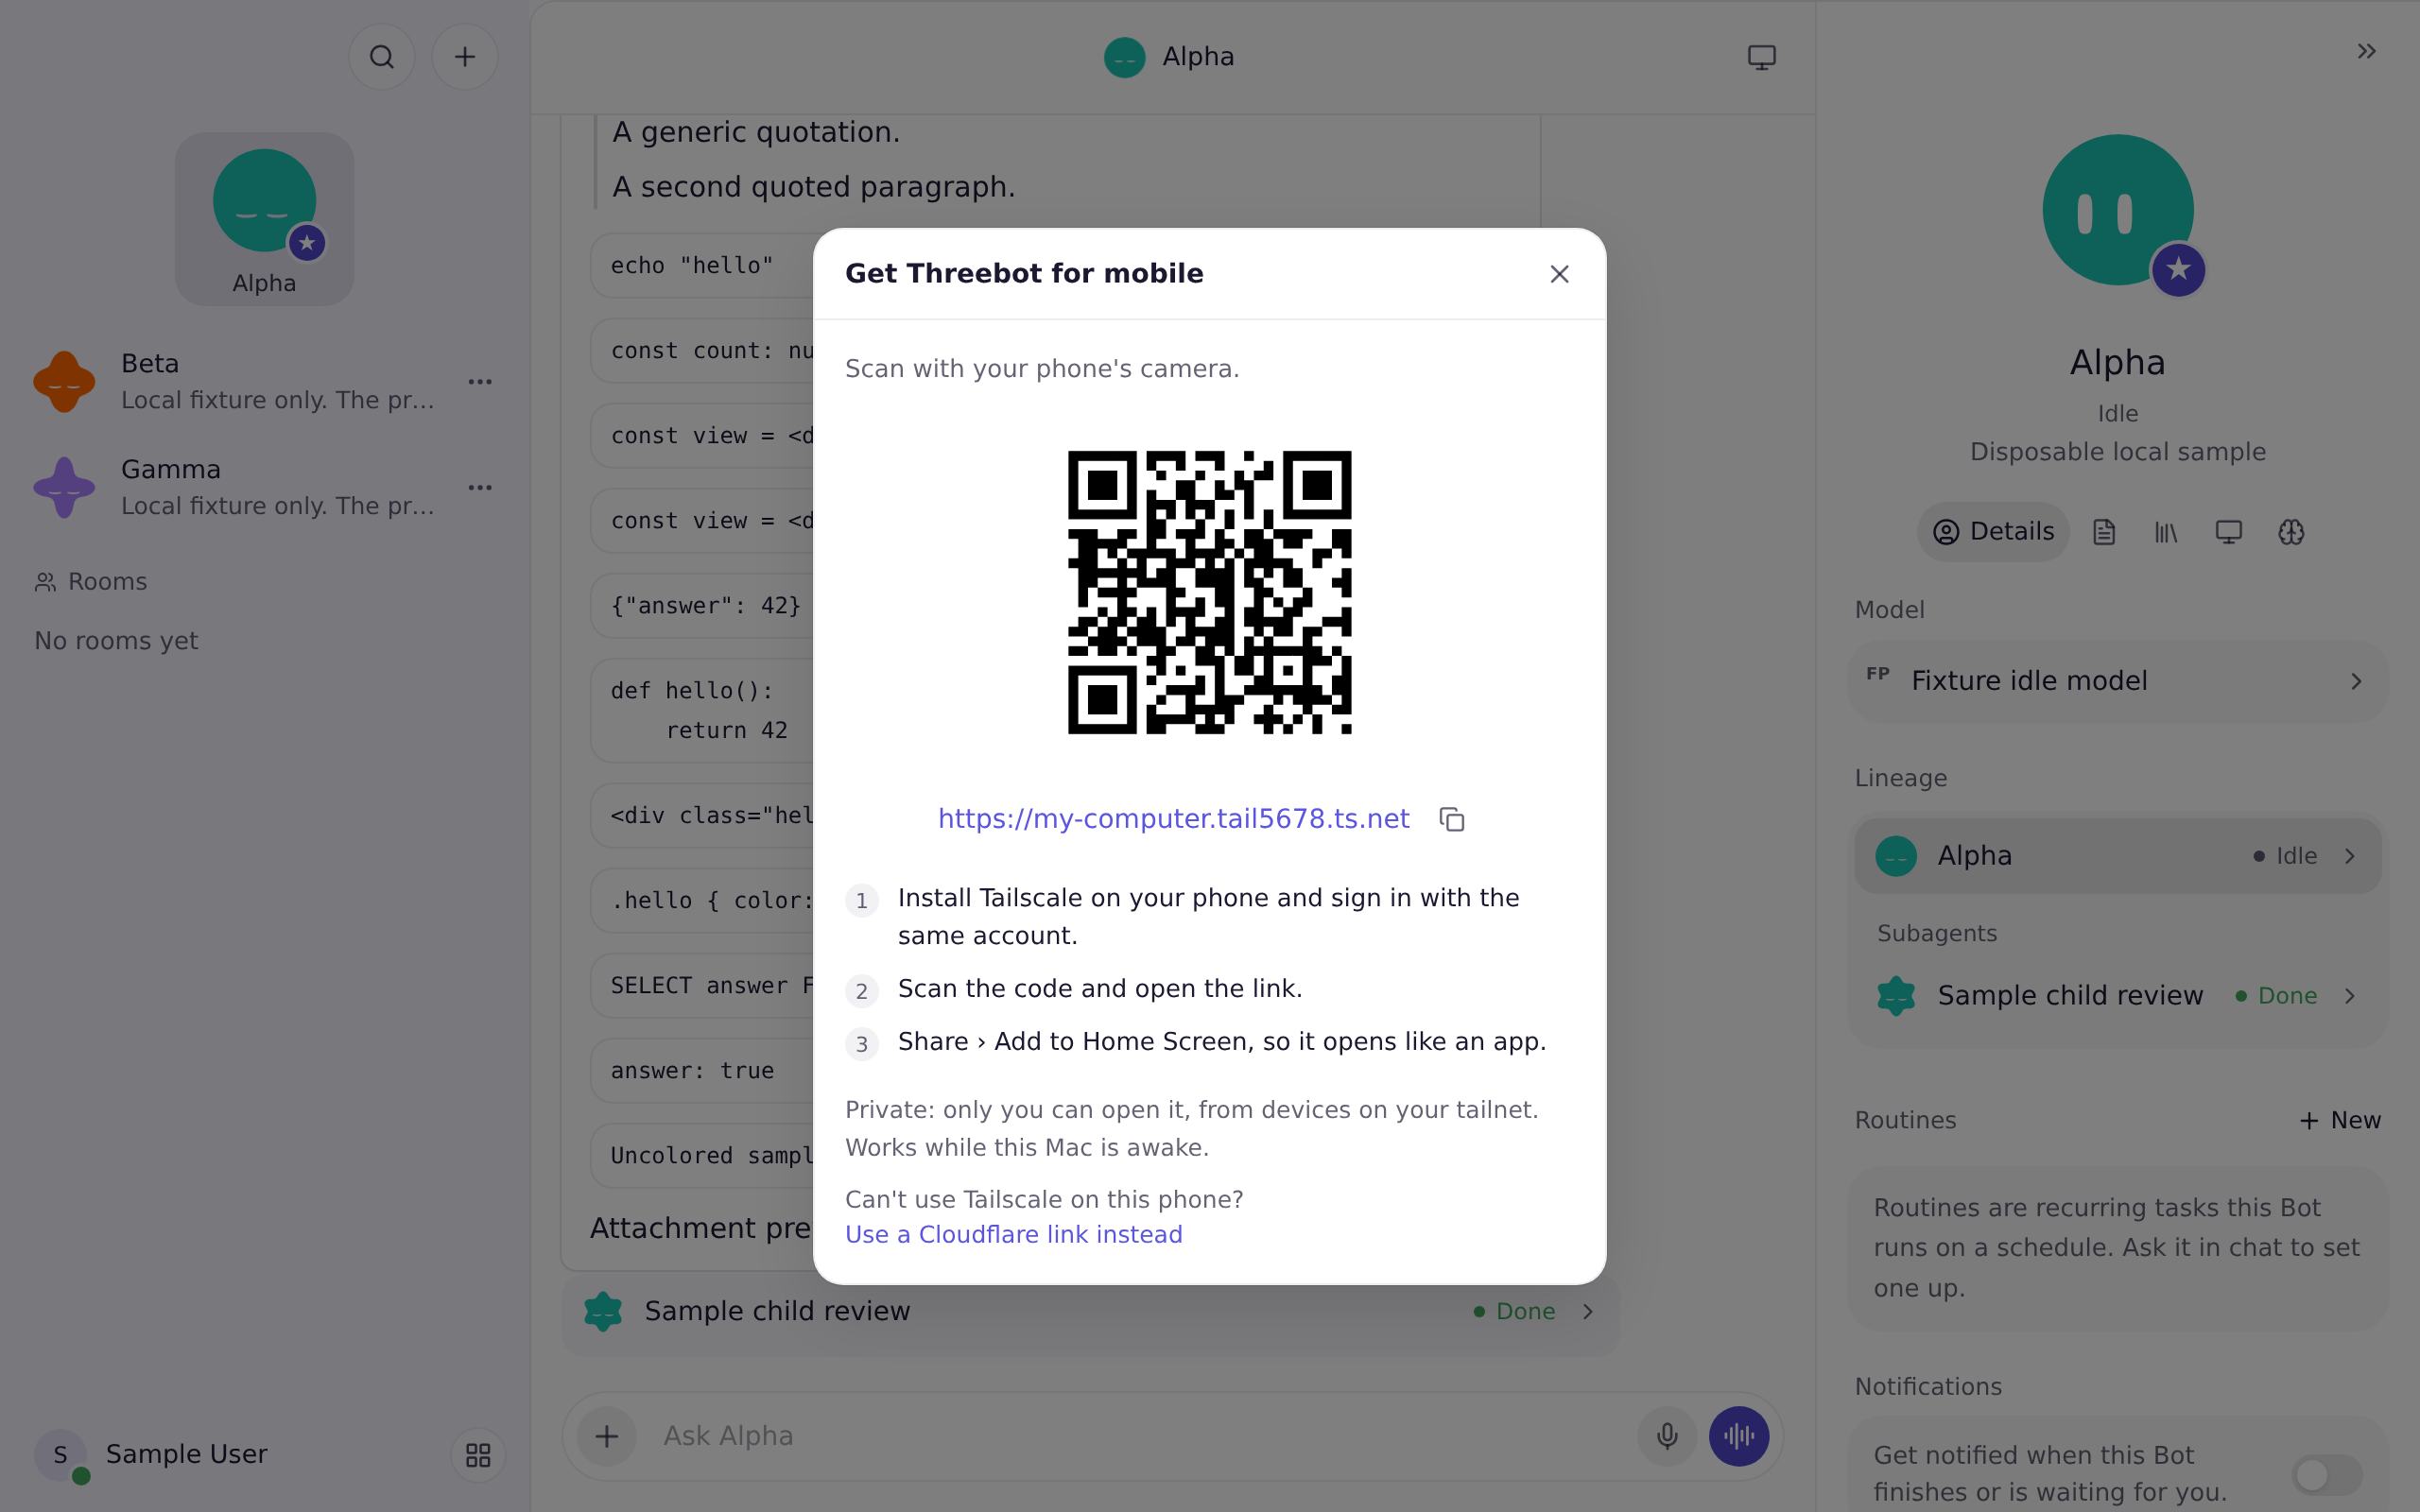 Alpha
Beta
Local fixture only. The pr...
Gamma
Local fixture only. The pr...
Rooms
No rooms yet
S
Sample User
Alpha
A generic quotation.
A second quoted paragraph.
echo "hello"
const count: nu
const view = <d
const view = <d
{"answer": 42}
def hello():
return 42
<div class="hel
.hello { color:
SELECT answer F
answer: true
Uncolored sampl
Attachment pre
Sample child review
Done
Ask Alpha
Get Threebot for mobile
Scan with your phone's camera.
https://my-computer.tail5678.ts.net
1 Install Tailscale on your phone and sign in with the
same account.
2 Scan the code and open the link.
3 Share › Add to Home Screen, so it opens like an app.
Private: only you can open it, from devices on your tailnet.
Works while this Mac is awake.
Can't use Tailscale on this phone?
Use a Cloudflare link instead
Alpha
Idle
Disposable local sample
Details
Model
FP Fixture idle model
Lineage
Alpha Idle
Subagents
Sample child review Done
Routines + New
Routines are recurring tasks this Bot
runs on a schedule. Ask it in chat to set
one up.
Notifications
Get notified when this Bot
finishes or is waiting for you.